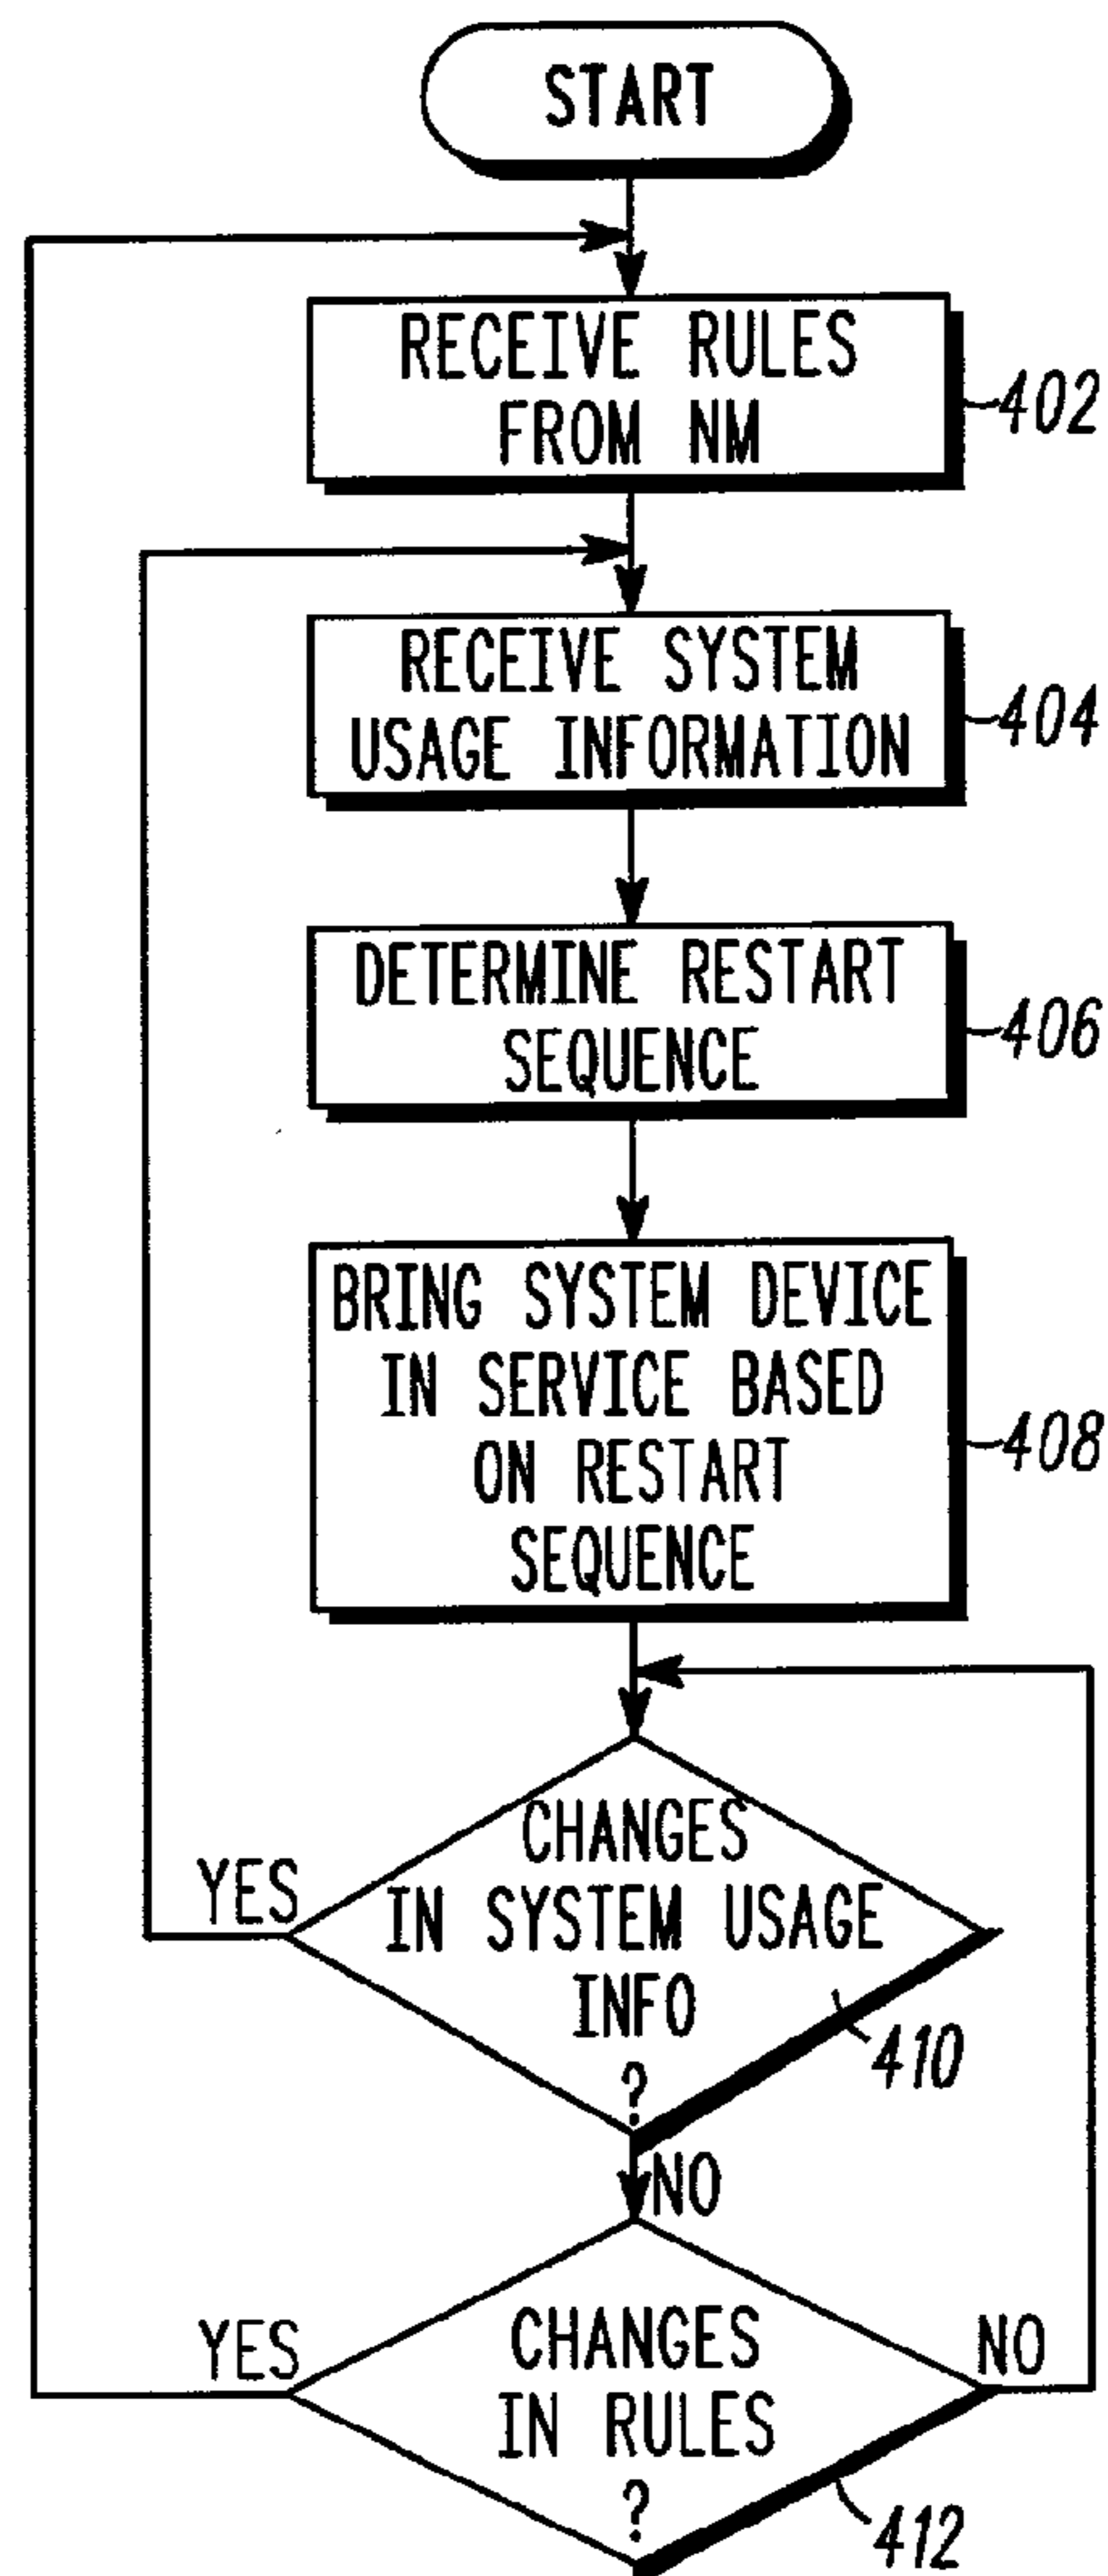 START
RECEIVE RULES
FROM NM
402
RECEIVE SYSTEM
USAGE INFORMATION
404
DETERMINE RESTART
SEQUENCE
406
BRING SYSTEM DEVICE
IN SERVICE BASED
ON RESTART
SEQUENCE
408
CHANGES
IN SYSTEM USAGE
INFO
?
YES
410
NO
CHANGES
IN RULES
?
YES
NO
412